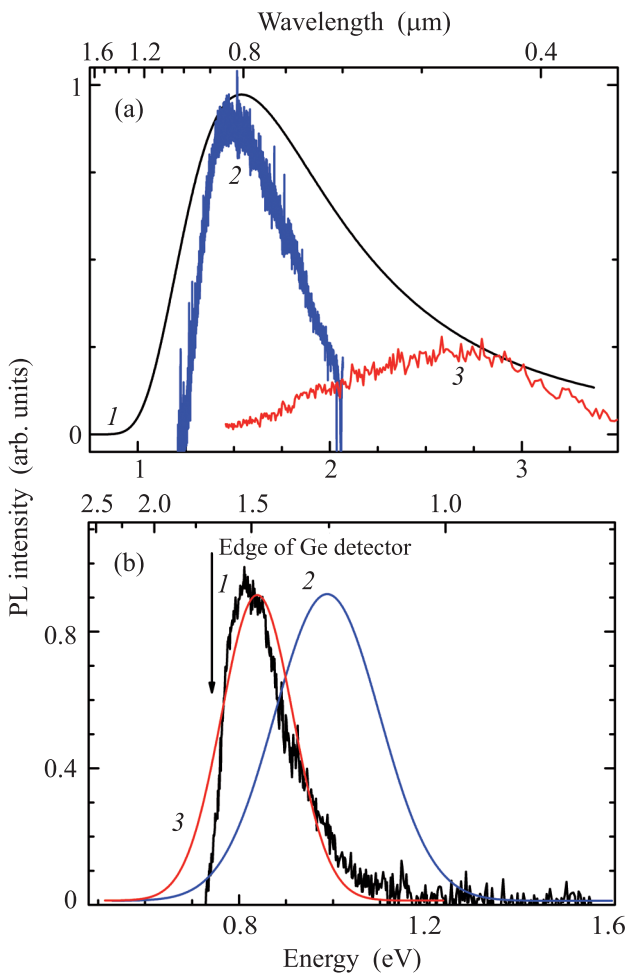 Wavelength (μm)
1.6 1.2 0.8 0.4
1
(a)
2
1
3
0
1 2 3
PL intensity (arb. units)
2.5 2.0 1.5 1.0
(b)
Edge of Ge detector
1 2
0.8
0.4
3
0
0.8 1.2 1.6
Energy (eV)